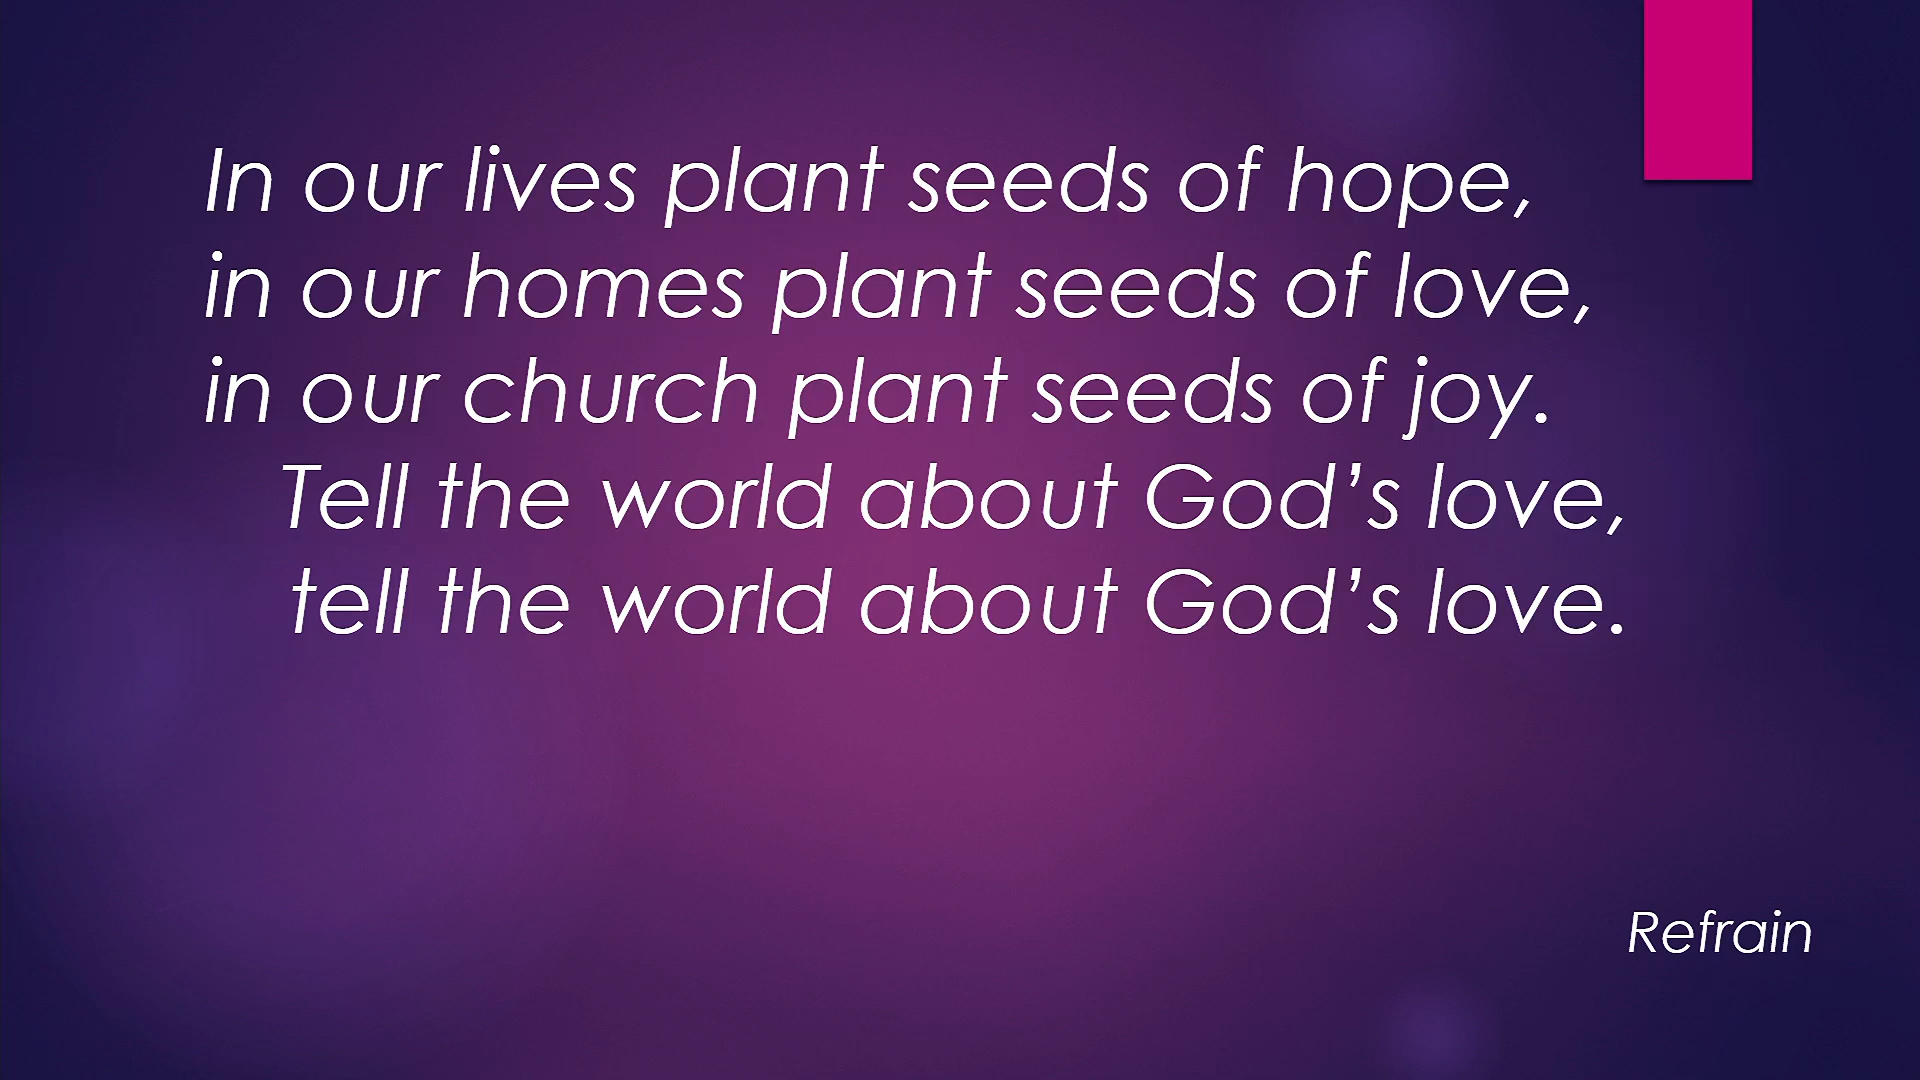 In our lives plant seeds of hope,
in our homes plant seeds of love,
in our church plant seeds of joy.
Tell the world about God’s love,
tell the world about God’s love.
Refrain